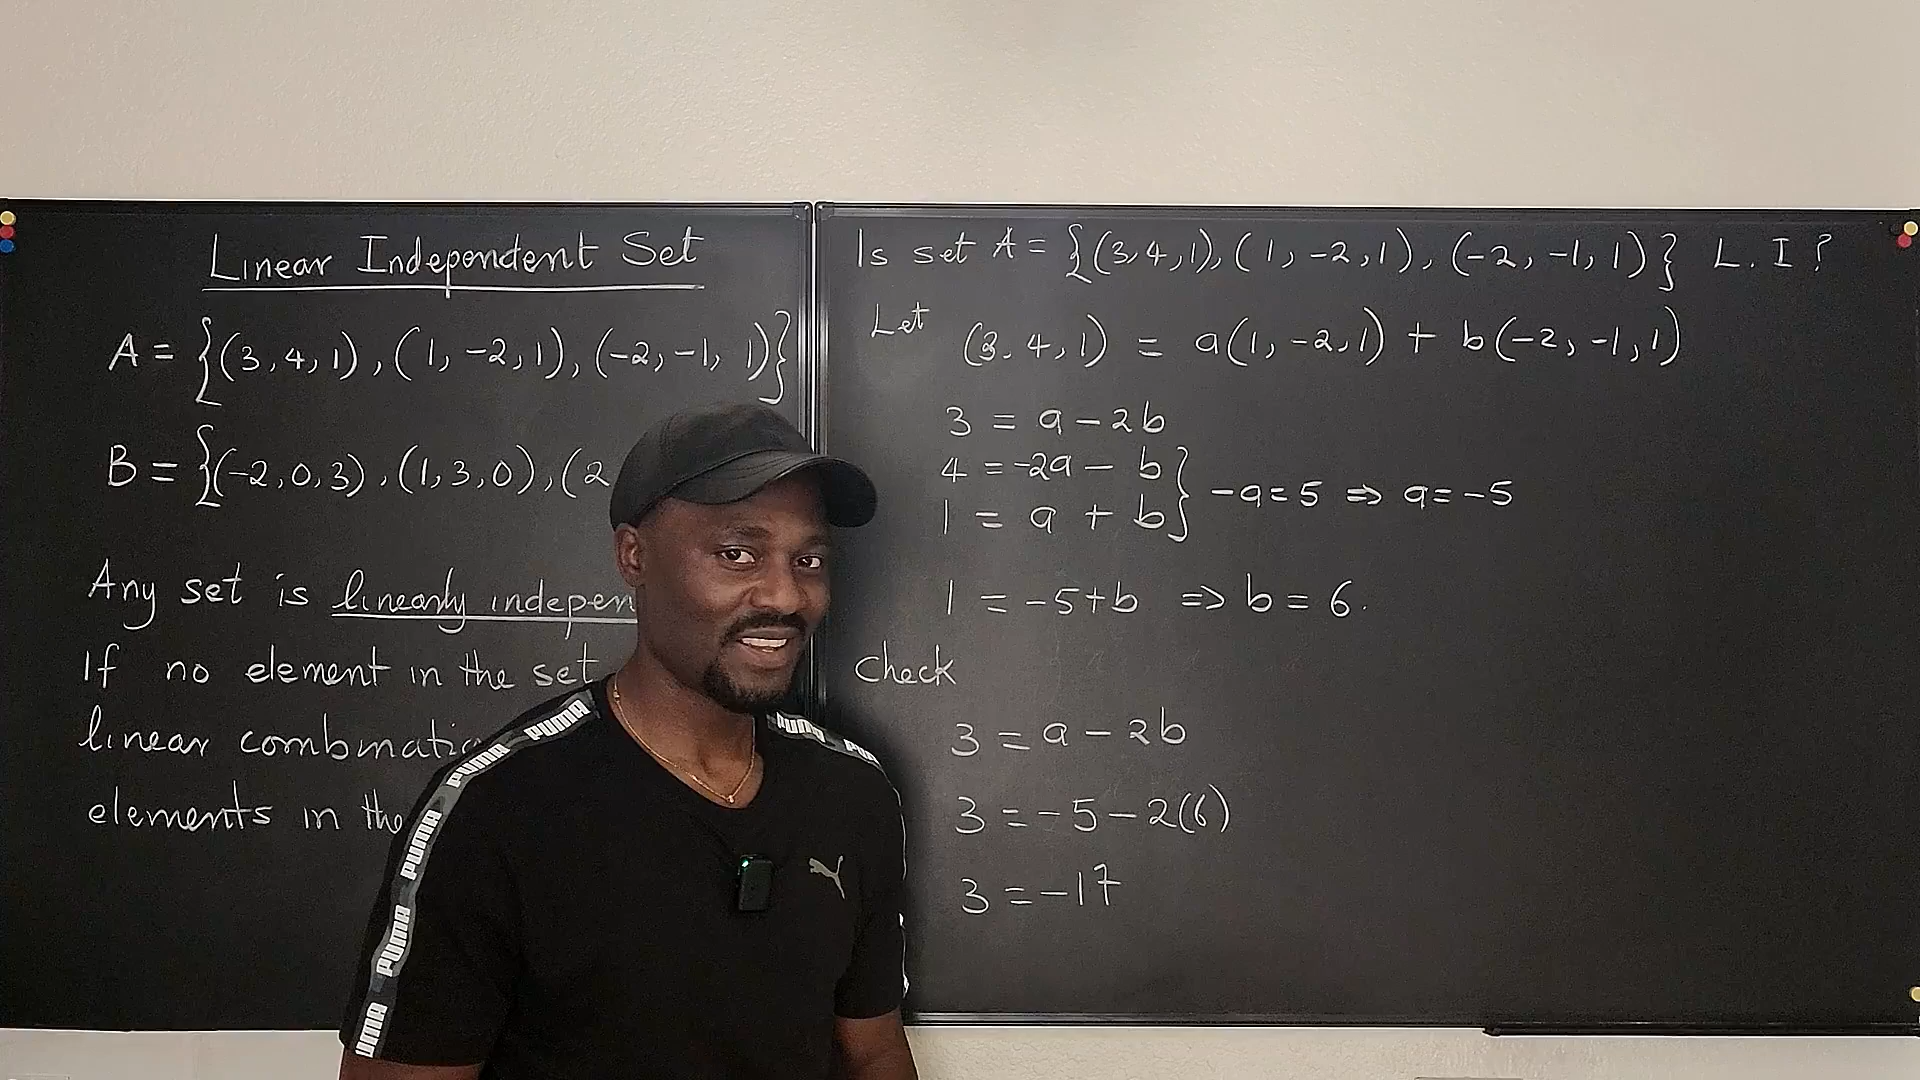 Linear Independent Set
A = {(3, 4, 1), (1, -2, 1), (-2, -1, 1)}
B = {(-2, 0, 3), (1, 3, 0), (2
Any set is linearly indepen
If no element in the set
linear combinatio
elements in the
Is set A = {(3, 4, 1), (1, -2, 1), (-2, -1, 1)} L. I ?
Let (3, 4, 1) = a(1, -2, 1) + b(-2, -1, 1)
3 = a - 2b
4 = -2a - b
1 = a + b} -a = 5 => a = -5
1 = -5 + b => b = 6.
Check
3 = a - 2b
3 = -5 - 2(6)
3 = -17
PUMA
PUMA
PUMA
PUMA
PUMA
PUMA